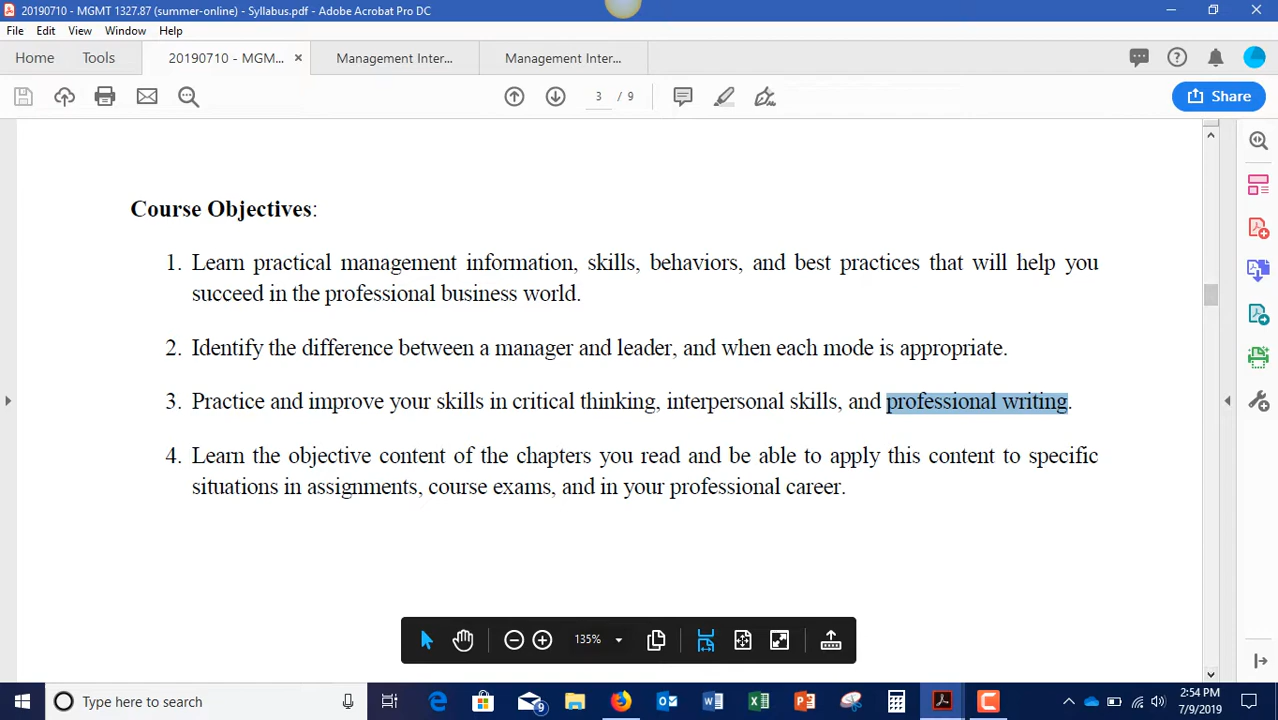 20190710 - MGMT 1327.87 (summer-online) - Syllabus.pdf - Adobe Acrobat Pro DC
File Edit View Window Help
Home Tools 20190710 - MGM... × Management Inter... Management Inter...
3 / 9 Share
Course Objectives:
1. Learn practical management information, skills, behaviors, and best practices that will help you
succeed in the professional business world.
2. Identify the difference between a manager and leader, and when each mode is appropriate.
3. Practice and improve your skills in critical thinking, interpersonal skills, and professional writing.
4. Learn the objective content of the chapters you read and be able to apply this content to specific
situations in assignments, course exams, and in your professional career.
135%
Type here to search
9
2:54 PM
7/9/2019